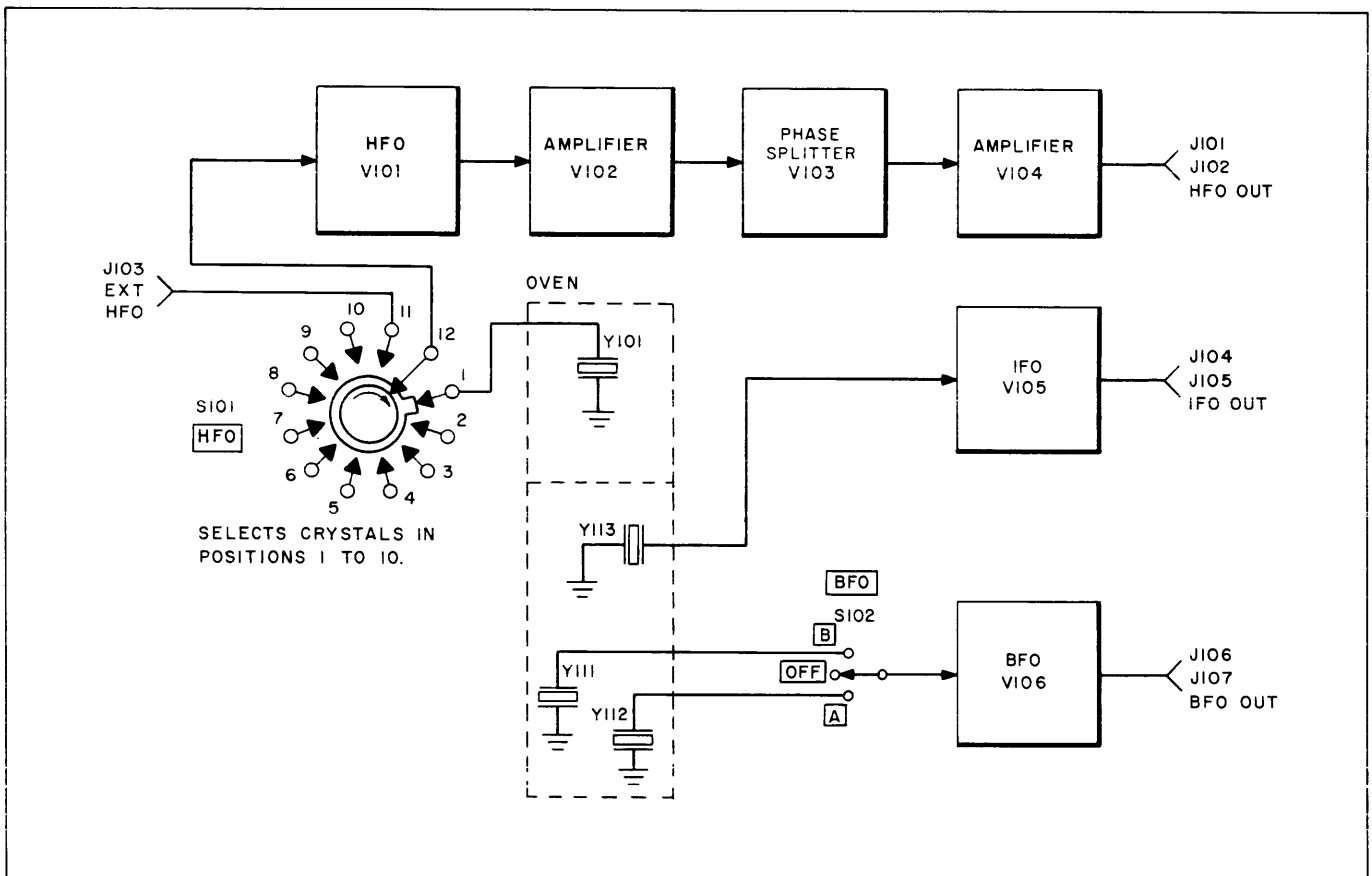 HFO
V101
AMPLIFIER
V102
PHASE
SPLITTER
V103
AMPLIFIER
V104
J101
J102
HFO OUT
J103
EXT
HFO
10
11
12
9
8
7
6
5
4
3
2
1
S101
HFO
SELECTS CRYSTALS IN
POSITIONS 1 TO 10.
OVEN
Y101
Y113
IFO
V105
J104
J105
IFO OUT
BFO
S102
B
OFF
A
Y111
Y112
BFO
V106
J106
J107
BFO OUT